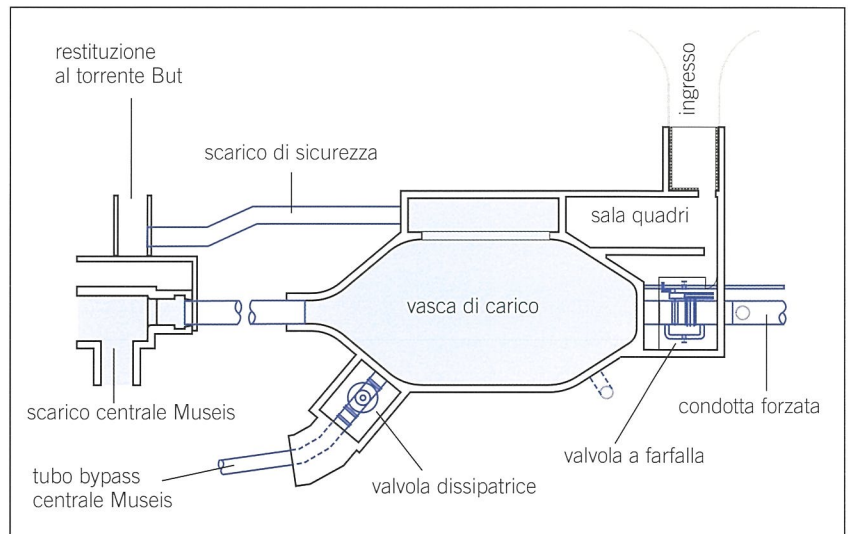 restituzione
al torrente But
ingresso
scarico di sicurezza
sala quadri
vasca di carico
scarico centrale Museis
condotta forzata
valvola a farfalla
tubo bypass
centrale Museis
valvola dissipatrice